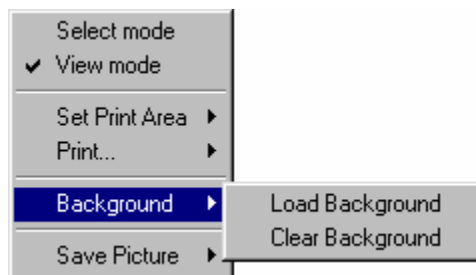 Select mode
View mode
Set Print Area
Print...
Background
Load Background
Clear Background
Save Picture